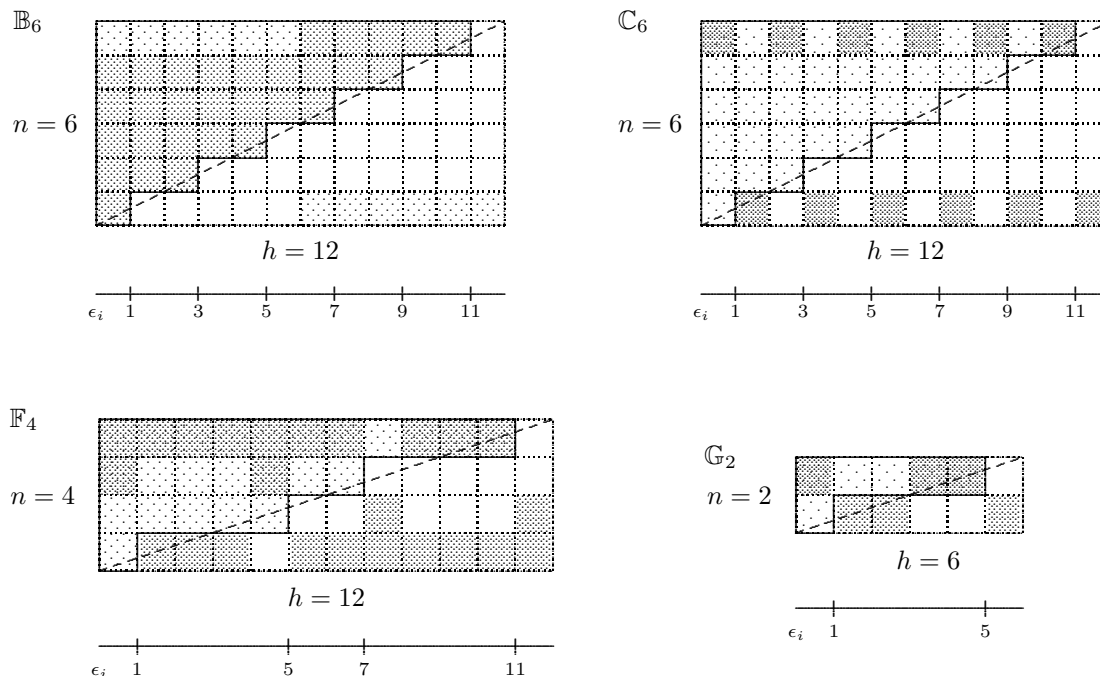 𝔹₆
n = 6
h = 12
ϵᵢ 1 3 5 7 9 11
ℂ₆
n = 6
h = 12
ϵᵢ 1 3 5 7 9 11
𝔽₄
n = 4
h = 12
ϵᵢ 1 5 7 11
𝔾₂
n = 2
h = 6
ϵᵢ 1 5